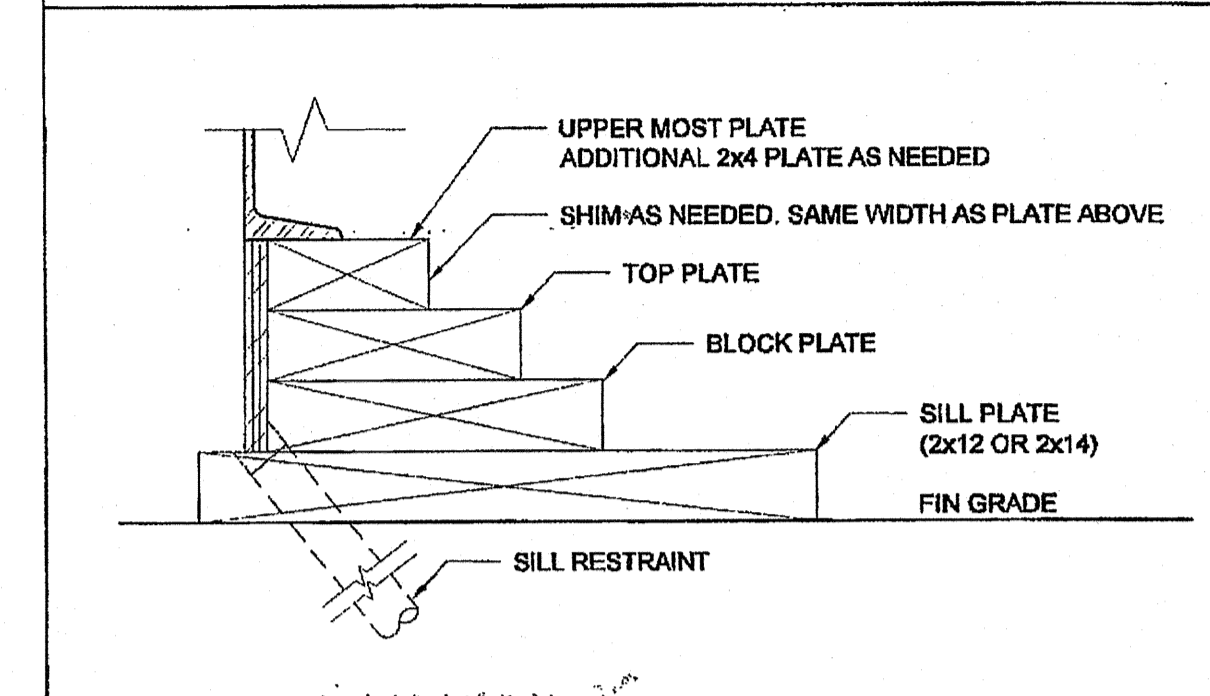 UPPER MOST PLATE
ADDITIONAL 2x4 PLATE AS NEEDED
SHIM AS NEEDED. SAME WIDTH AS PLATE ABOVE
TOP PLATE
BLOCK PLATE
SILL PLATE
(2x12 OR 2x14)
FIN GRADE
SILL RESTRAINT